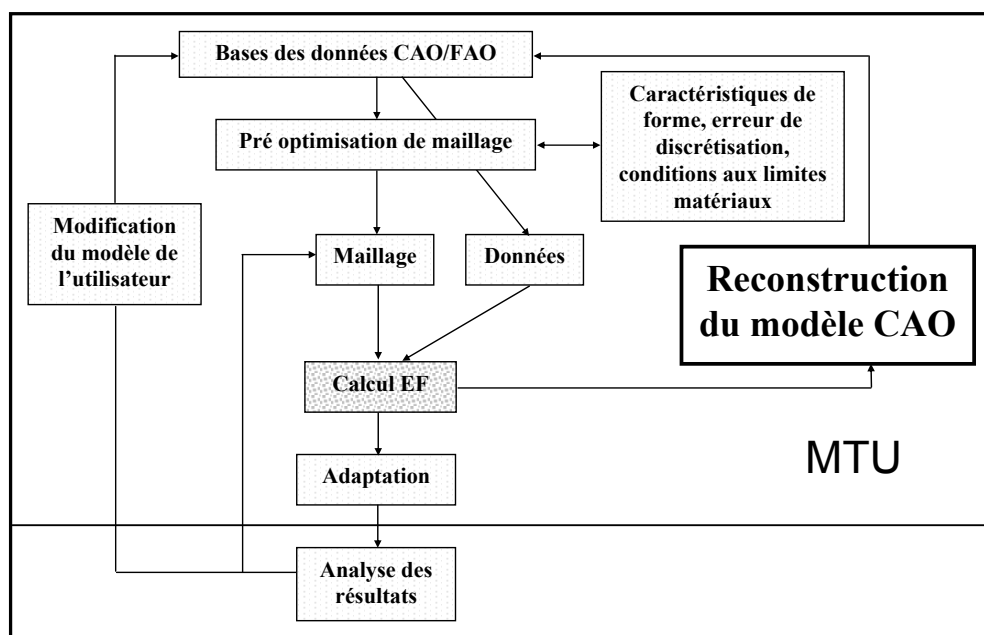 Bases des données CAO/FAO
Pré optimisation de maillage
Caractéristiques de
forme, erreur de
discrétisation,
conditions aux limites
matériaux
Modification
du modèle de
l’utilisateur
Maillage
Données
Reconstruction
du modèle CAO
Calcul EF
MTU
Adaptation
Analyse des
résultats